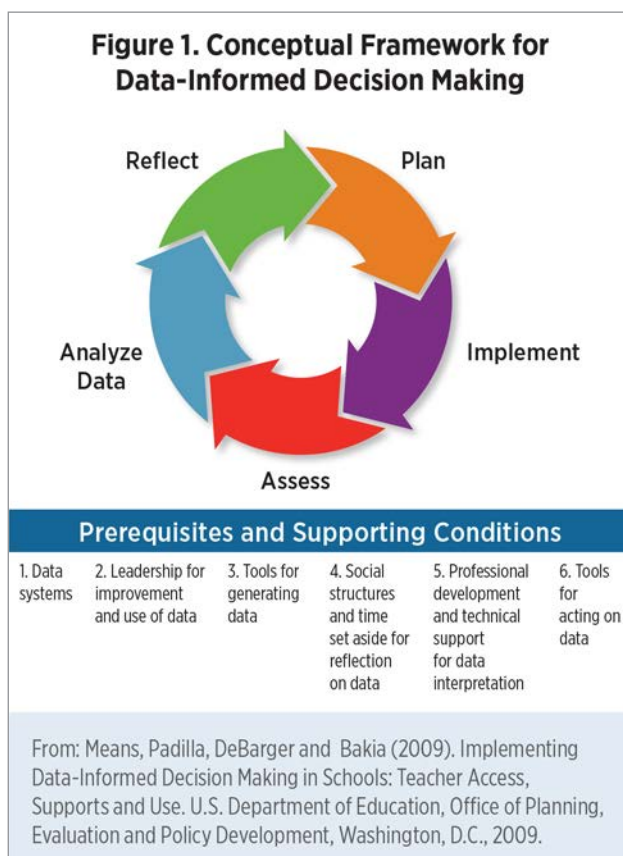 Figure 1. Conceptual Framework for
Data-Informed Decision Making
Reflect
Plan
Analyze
Data
Implement
Assess
Prerequisites and Supporting Conditions
1. Data
systems
2. Leadership for
improvement
and use of data
3. Tools for
generating
data
4. Social
structures
and time
set aside for
reflection
on data
5. Professional
development
and technical
support
for data
interpretation
6. Tools
for
acting on
data
From: Means, Padilla, DeBarger and Bakia (2009). Implementing
Data-Informed Decision Making in Schools: Teacher Access,
Supports and Use. U.S. Department of Education, Office of Planning,
Evaluation and Policy Development, Washington, D.C., 2009.